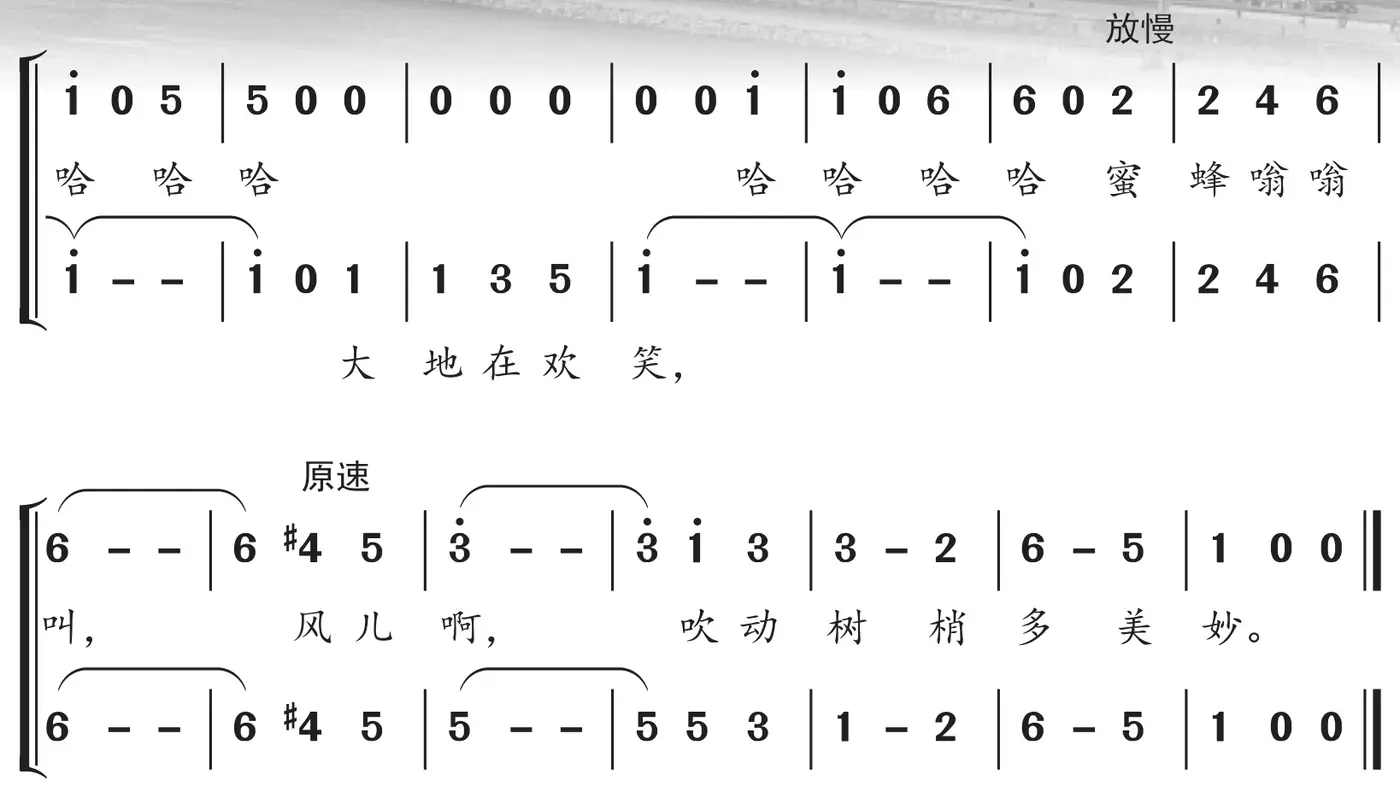 放慢
i̇ 0 5 | 5 0 0 | 0 0 0 | 0 0 i̇ | i̇ 0 6 | 6 0 2 | 2 4 6 |
哈 哈 哈 哈 哈 哈 哈 蜜 蜂 嗡 嗡
i̇ – – | i̇ 0 1 | 1 3 5 | i̇ – – | i̇ – – | i̇ 0 2 | 2 4 6 |
大 地 在 欢 笑,
原速
6 – – | 6 #4 5 | 3̇ – – | 3̇ i̇ 3 | 3 – 2 | 6 – 5 | 1 0 0 ‖
叫, 风 儿 啊, 吹 动 树 梢 多 美 妙。
6 – – | 6 #4 5 | 5 – – | 5 5 3 | 1 – 2 | 6 – 5 | 1 0 0 ‖